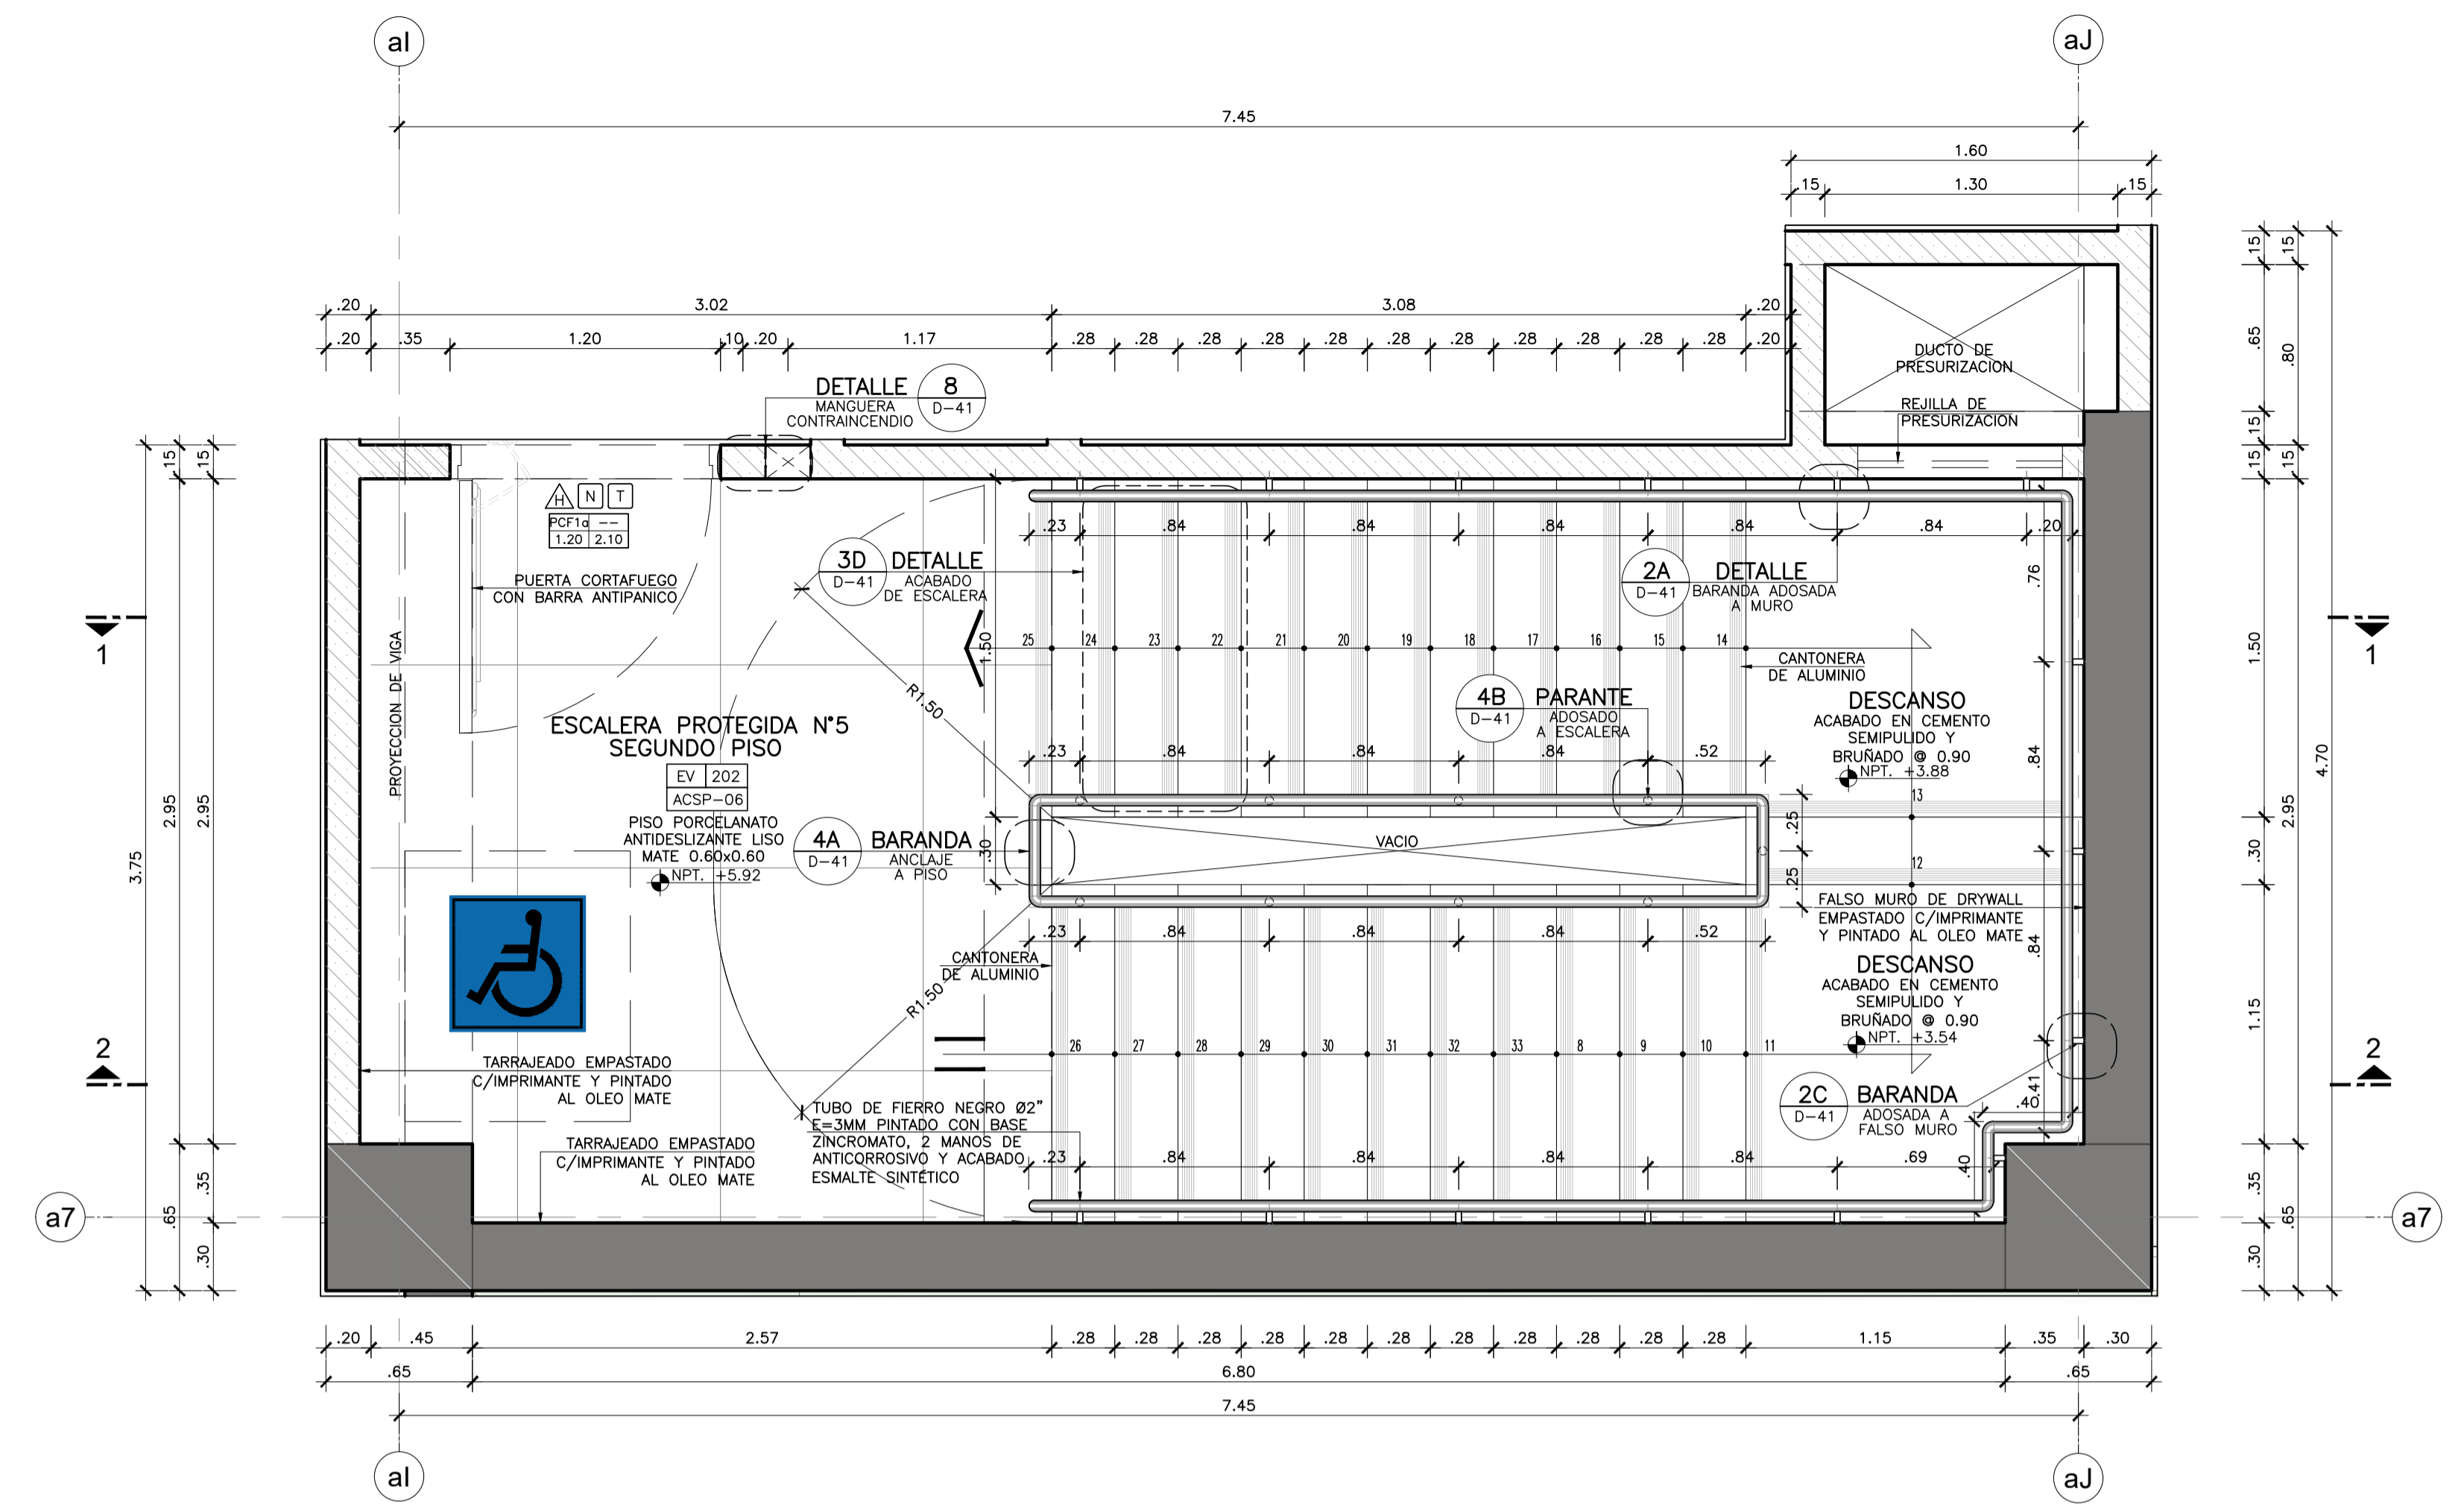 aI
aJ
7.45
1.60
.15
1.30
.15
.20
3.02
3.08
.20
.20
.35
1.20
.10
.20
1.17
.28
.28
.28
.28
.28
.28
.28
.28
.28
.28
.28
.20
DUCTO DE
PRESURIZACION
REJILLA DE
PRESURIZACION
DETALLE
MANGUERA
CONTRAINCENDIO
8
D-41
H
N
T
PCF1a
--
1.20
2.10
PUERTA CORTAFUEGO
CON BARRA ANTIPANICO
PROYECCION DE VIGA
3D
D-41
DETALLE
ACABADO
DE ESCALERA
.23
.84
.84
.84
.84
.84
.20
2A
D-41
DETALLE
BARANDA ADOSADA
A MURO
.76
1.50
25
24
23
22
21
20
19
18
17
16
15
14
CANTONERA
DE ALUMINIO
R1.50
ESCALERA PROTEGIDA N°5
SEGUNDO PISO
EV
202
ACSP-06
PISO PORCELANATO
ANTIDESLIZANTE LISO
MATE 0.60x0.60
NPT. +5.92
4B
D-41
PARANTE
ADOSADO
A ESCALERA
.23
.84
.84
.84
.52
DESCANSO
ACABADO EN CEMENTO
SEMIPULIDO Y
BRUÑADO @ 0.90
NPT. +3.88
.84
13
4A
D-41
BARANDA
ANCLAJE
A PISO
.30
VACIO
.25
.25
12
FALSO MURO DE DRYWALL
EMPASTADO C/IMPRIMANTE
Y PINTADO AL OLEO MATE
.84
.23
.84
.84
.84
.52
CANTONERA
DE ALUMINIO
R1.50
DESCANSO
ACABADO EN CEMENTO
SEMIPULIDO Y
BRUÑADO @ 0.90
NPT. +3.54
26
27
28
29
30
31
32
33
8
9
10
11
TARRAJEADO EMPASTADO
C/IMPRIMANTE Y PINTADO
AL OLEO MATE
2C
D-41
BARANDA
ADOSADA A
FALSO MURO
.41
.40
.40
TUBO DE FIERRO NEGRO Ø2"
E=3MM PINTADO CON BASE
ZINCROMATO, 2 MANOS DE
ANTICORROSIVO Y ACABADO
ESMALTE SINTETICO
TARRAJEADO EMPASTADO
C/IMPRIMANTE Y PINTADO
AL OLEO MATE
.23
.84
.84
.84
.84
.69
1
2
3.75
.15
2.95
.65
.15
2.95
.35
.30
a7
1
2
.15
.65
.15
.15
1.50
.30
1.15
.35
.30
.15
.80
.15
2.95
.65
4.70
a7
.20
.45
2.57
.28
.28
.28
.28
.28
.28
.28
.28
.28
.28
.28
1.15
.35
.30
.65
6.80
.65
7.45
aI
aJ